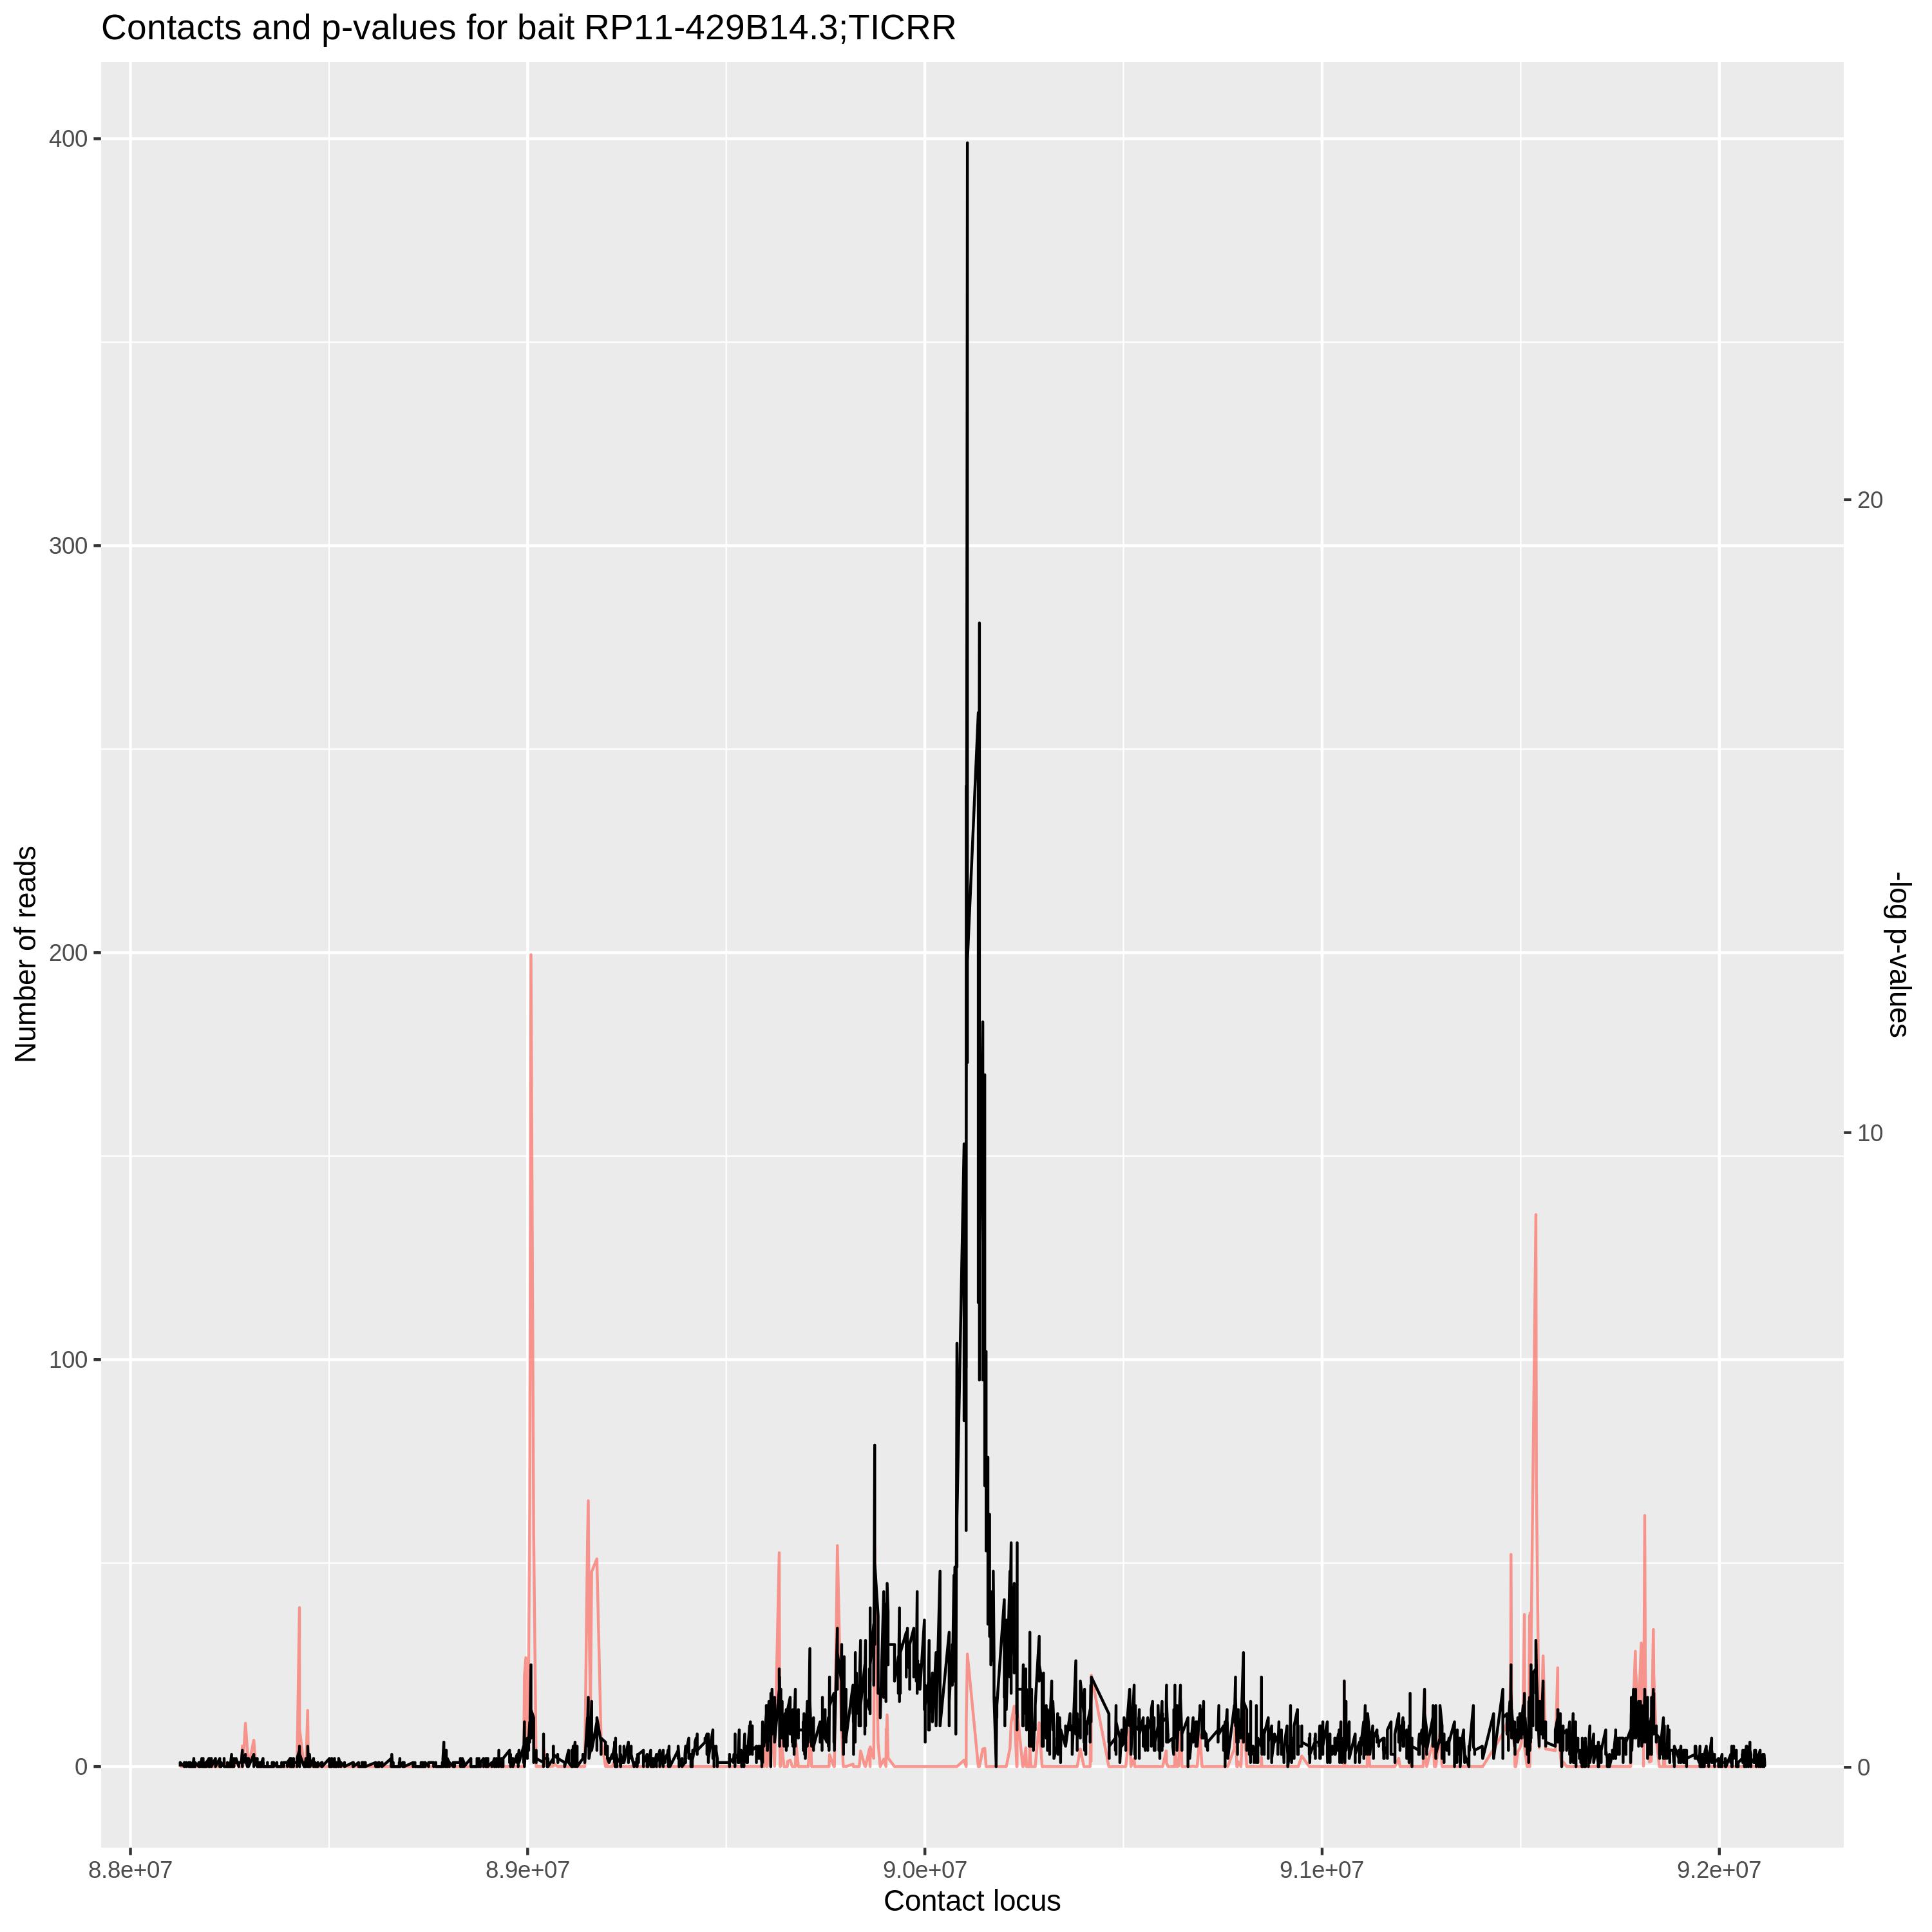 Contacts and p-values for bait RP11-429B14.3;TICRR
400
300
200
100
0
Number of reads
20
10
0
-log p-values
8.8e+07
8.9e+07
9.0e+07
9.1e+07
9.2e+07
Contact locus